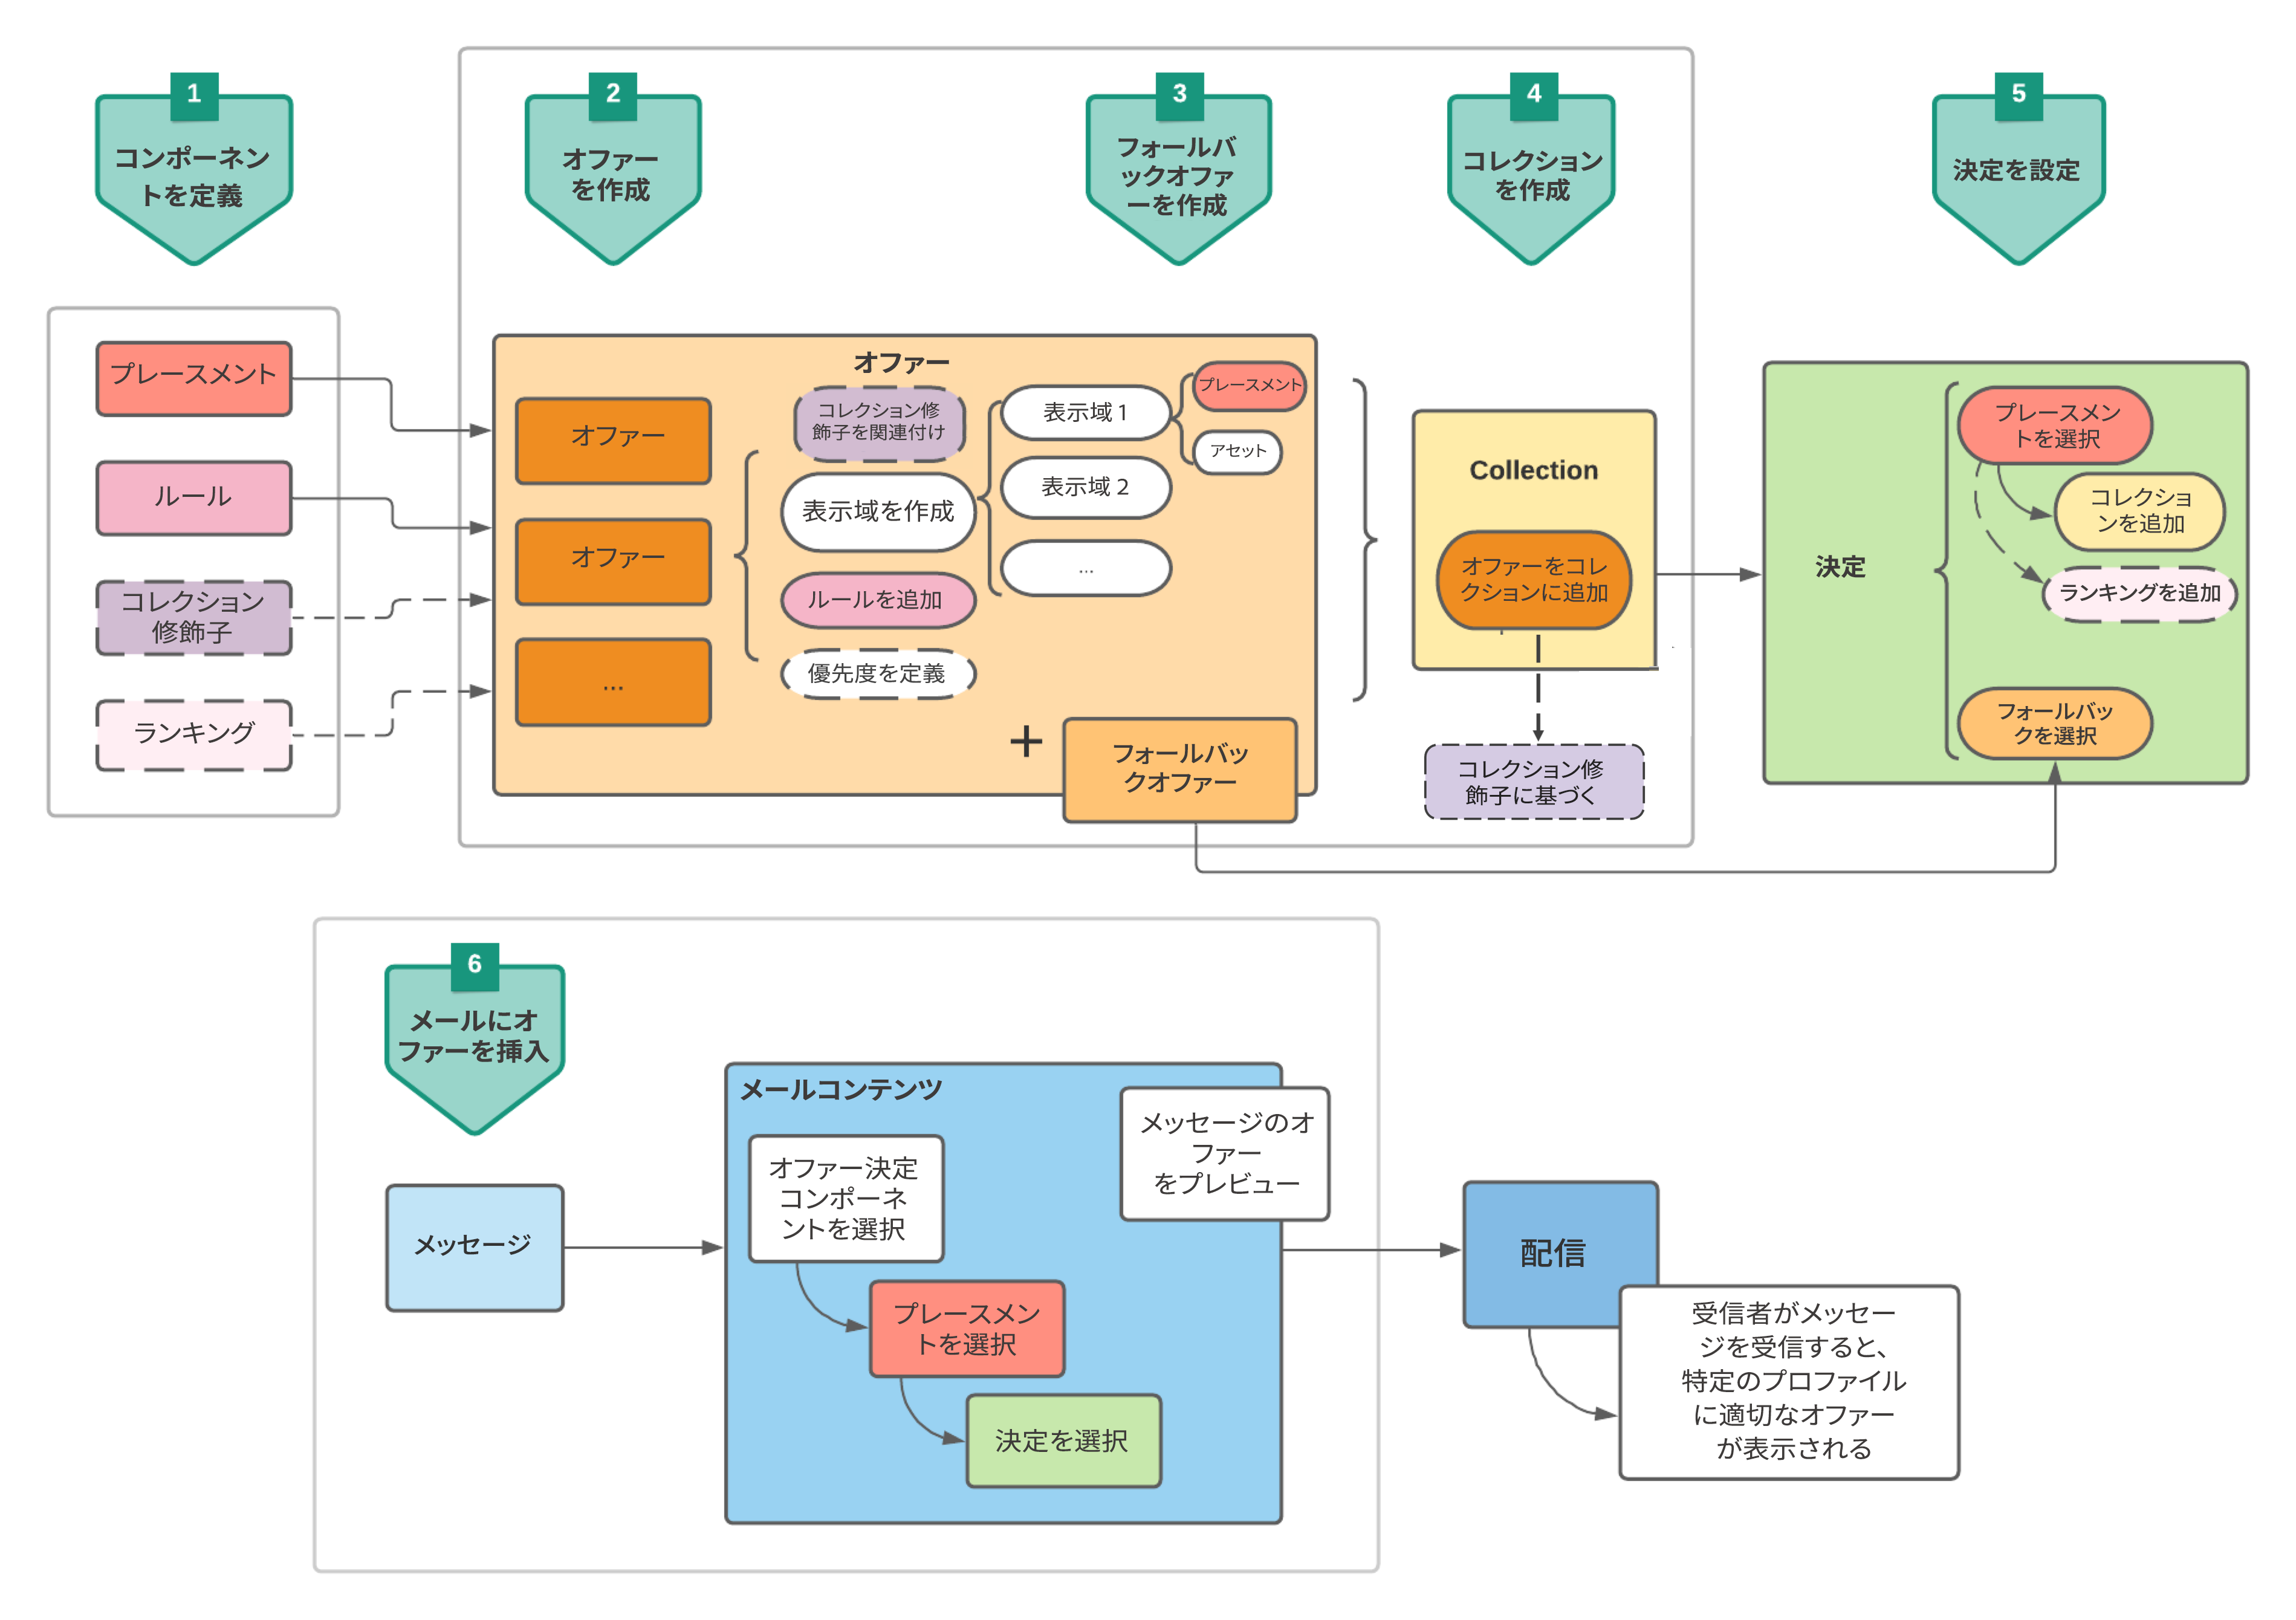 1
コンポーネン
トを定義
2
オファー
を作成
3
フォールバ
ックオファ
ーを作成
4
コレクション
を作成
5
決定を設定
プレースメント
ルール
コレクション
修飾子
ランキング
オファー
オファー
オファー
...
コレクション修
飾子を関連付け
表示域を作成
ルールを追加
優先度を定義
表示域 1
表示域 2
...
プレースメント
アセット
+
フォールバッ
クオファー
Collection
オファーをコレ
クションに追加
コレクション修
飾子に基づく
決定
プレースメン
トを選択
コレクショ
ンを追加
ランキングを追加
フォールバッ
クを選択
6
メールにオ
ファーを挿入
メッセージ
メールコンテンツ
オファー決定
コンポーネ
ントを選択
プレースメン
トを選択
決定を選択
メッセージのオ
ファー
をプレビュー
配信
受信者がメッセー
ジを受信すると、
特定のプロファイル
に適切なオファー
が表示される